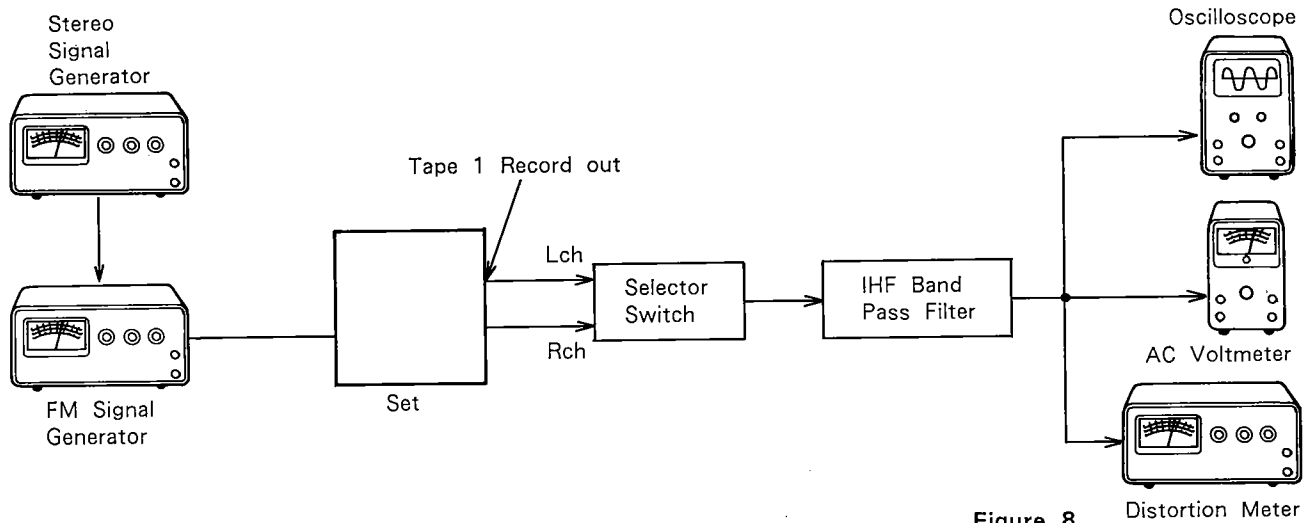 Stereo
Signal
Generator
FM Signal
Generator
Tape 1 Record out
Set
Lch
Rch
Selector
Switch
IHF Band
Pass Filter
Oscilloscope
AC Voltmeter
Distortion Meter
Figure 8